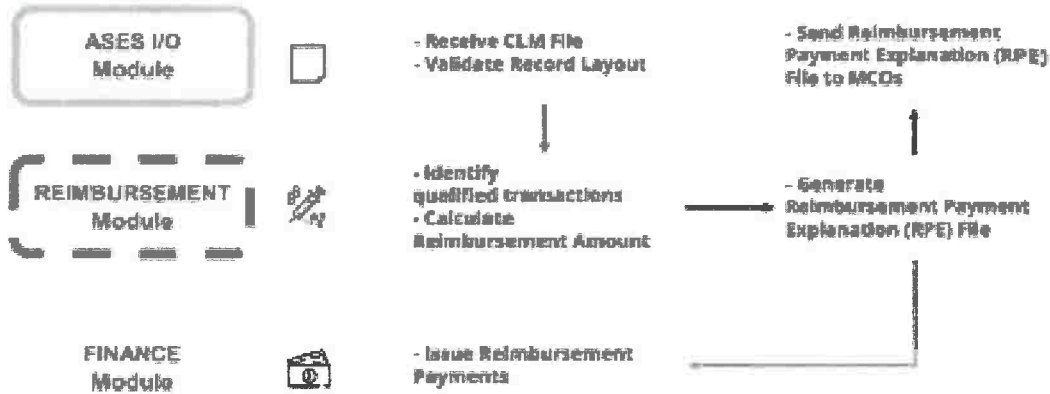 ASES I/O
Module
- Receive CLM File
- Validate Record Layout
- Send Reimbursement
Payment Explanation (RPE)
File to MCOs
REIMBURSEMENT
Module
- Identify
qualified transactions
- Calculate
Reimbursement Amount
- Generate
Reimbursement Payment
Explanation (RPE) File
FINANCE
Module
- Issue Reimbursement
Payments